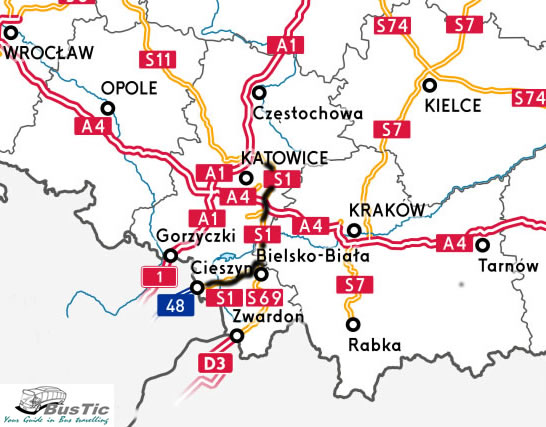 S7
S74
WROCŁAW
A1
S11
OPOLE
S74
KIELCE
Częstochowa
A4
S7
KATOWICE
A1
S1
A4
A1
KRAKÓW
A4
S1
A4
Gorzyczki
Tarnów
1
Cieszyn
Bielsko-Biała
48
S1
S69
S7
Zwardon
Rabka
D3
BusTic
Your Guide in Bus travelling